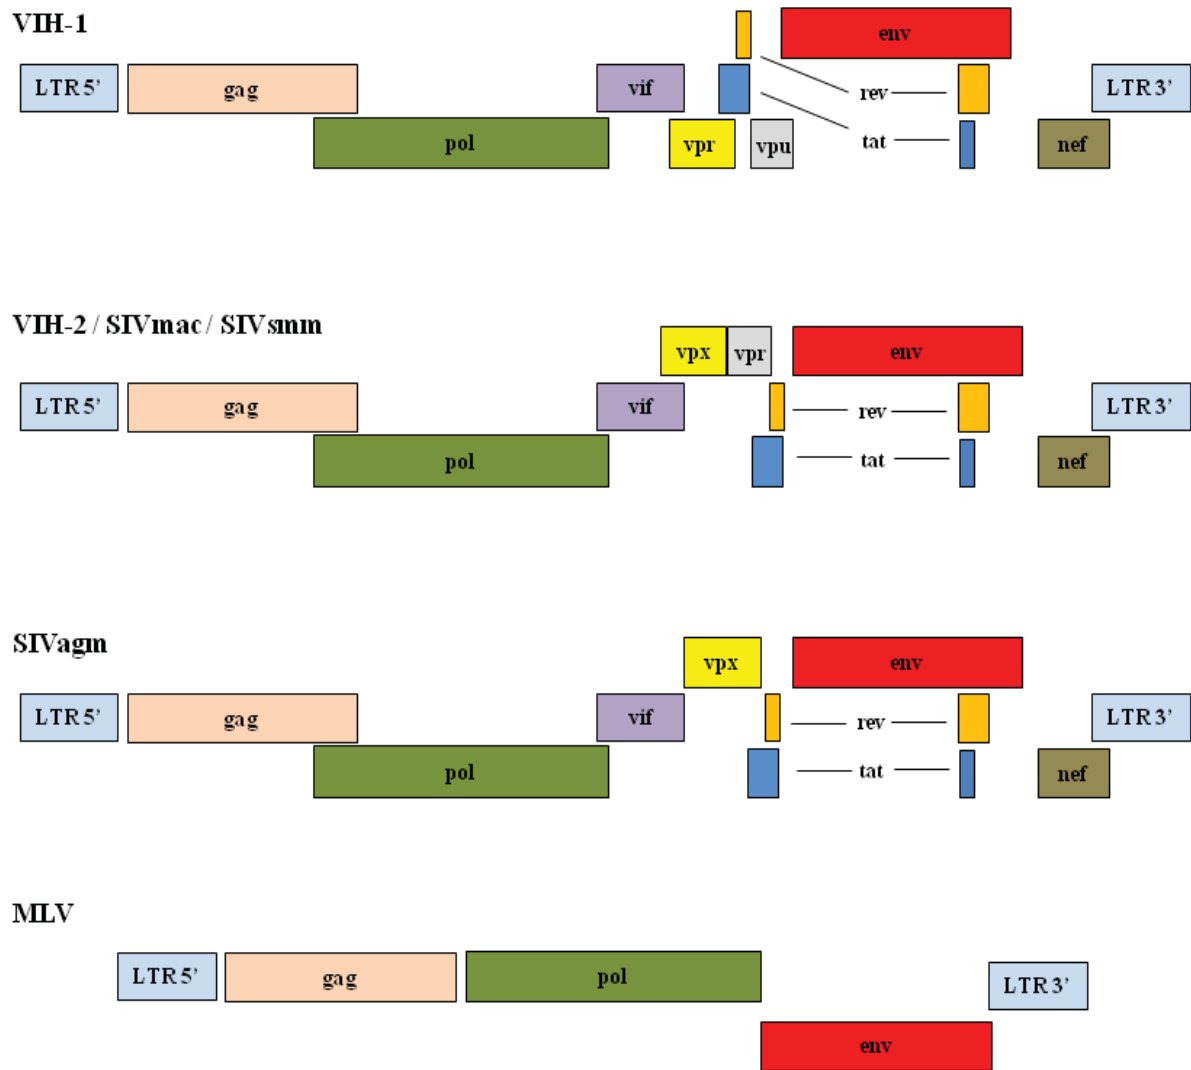 VIH-1
env
LTR 5’ gag vif rev LTR 3’
pol vpr vpu tat nef
VIH-2 / SIVmac / SIVsmm
vpx vpr env
LTR 5’ gag vif rev LTR 3’
pol tat nef
SIVagm
vpx env
LTR 5’ gag vif rev LTR 3’
pol tat nef
MLV
LTR 5’ gag pol LTR 3’
env